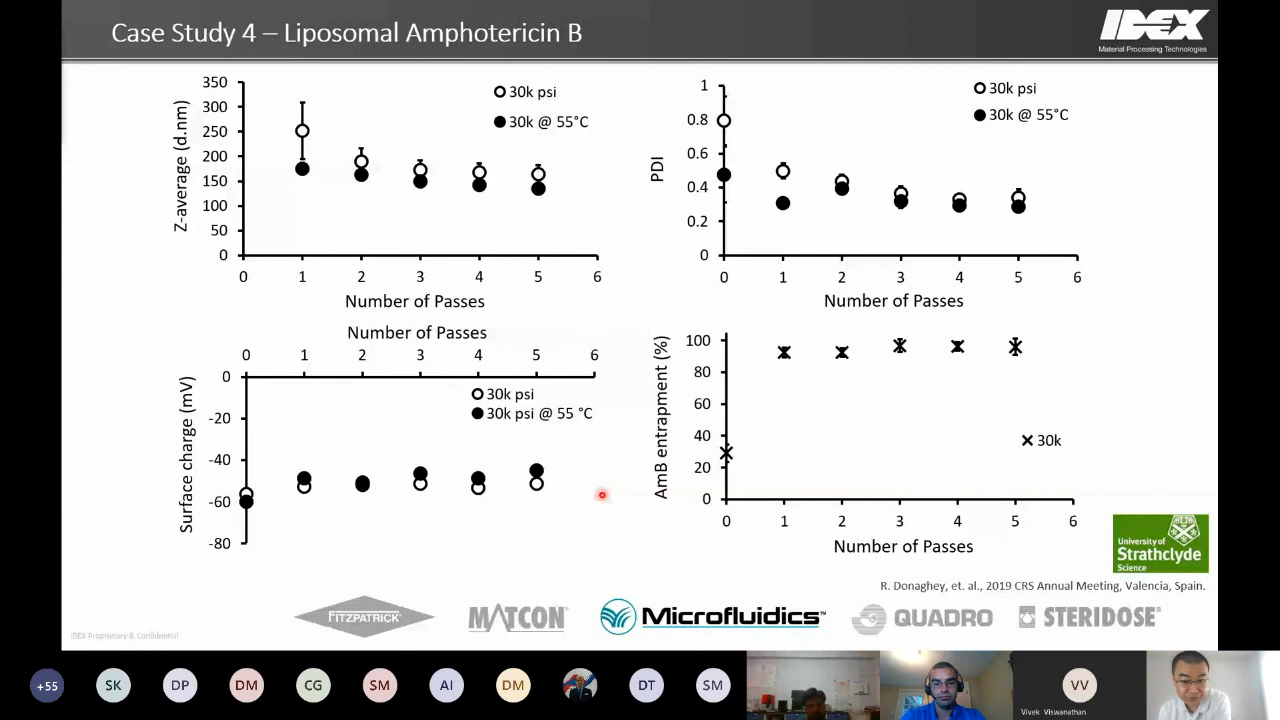 Case Study 4 – Liposomal Amphotericin B
IDEX
Material Processing Technologies
350
300
250
200
150
100
50
0
Z-average (d.nm)
30k psi
30k @ 55°C
0 1 2 3 4 5 6
Number of Passes
1
0.8
0.6
0.4
0.2
0
PDI
30k psi
30k @ 55°C
0 1 2 3 4 5 6
Number of Passes
Number of Passes
0 1 2 3 4 5 6
0
-20
-40
-60
-80
Surface charge (mV)
30k psi
30k psi @ 55 °C
100
80
60
40
20
0
AmB entrapment (%)
30k
0 1 2 3 4 5 6
Number of Passes
University of
Strathclyde
Science
R. Donaghey, et. al., 2019 CRS Annual Meeting, Valencia, Spain.
FITZPATRICK
MATCON
Microfluidics™
QUADRO
STERIDOSE
IDEX Proprietary & Confidential
+55 SK DP DM CG SM AI DM DT SM VV
Vivek Viswanathan